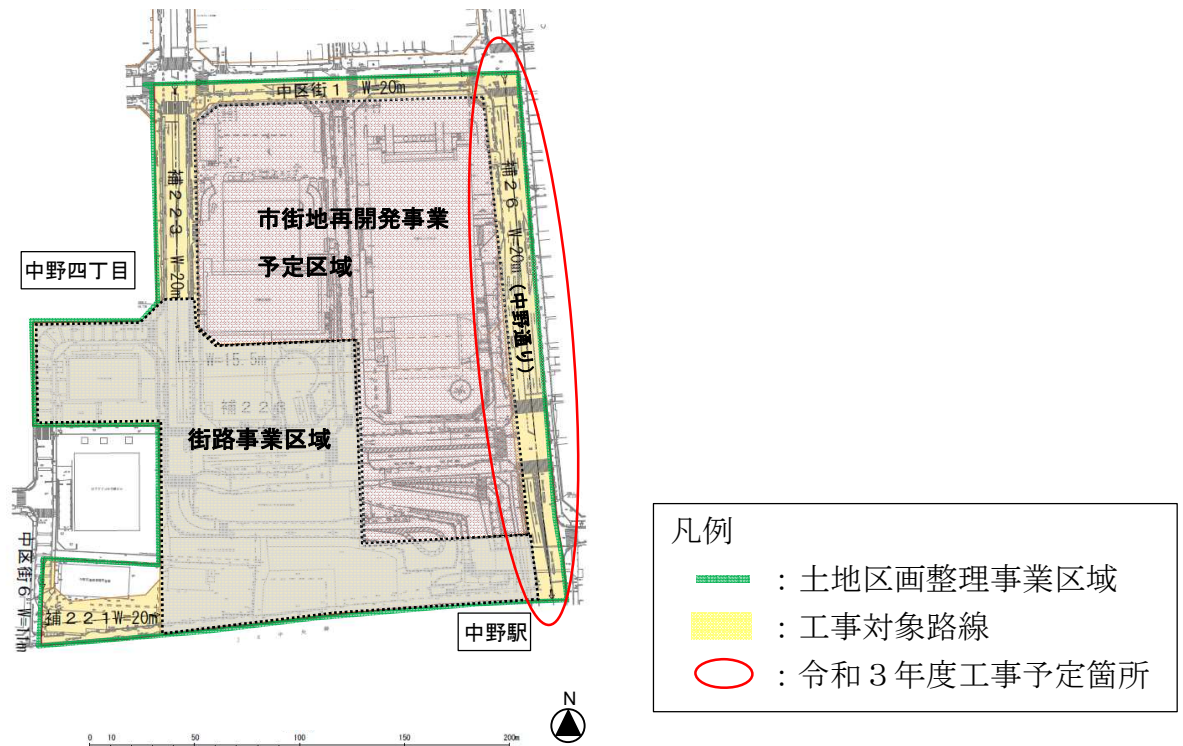 中区街1 W=20m
補223 W=20m
補26 W=20m (中野通り)
市街地再開発事業
予定区域
中野四丁目
W=15.5m
補223
街路事業区域
中区街6 W=11m
補221W=20m
中野駅
N
0 10 50 100 150 200m
凡例
：土地区画整理事業区域
：工事対象路線
：令和3年度工事予定箇所